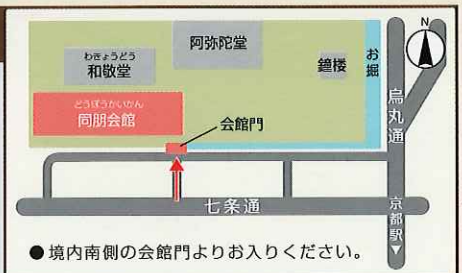 N
阿弥陀堂
お掘
わきょうどう
和敬堂
鐘楼
どうぼうかいかん
同朋会館
会館門
烏丸通
七条通
京都駅▼
●境内南側の会館門よりお入りください。